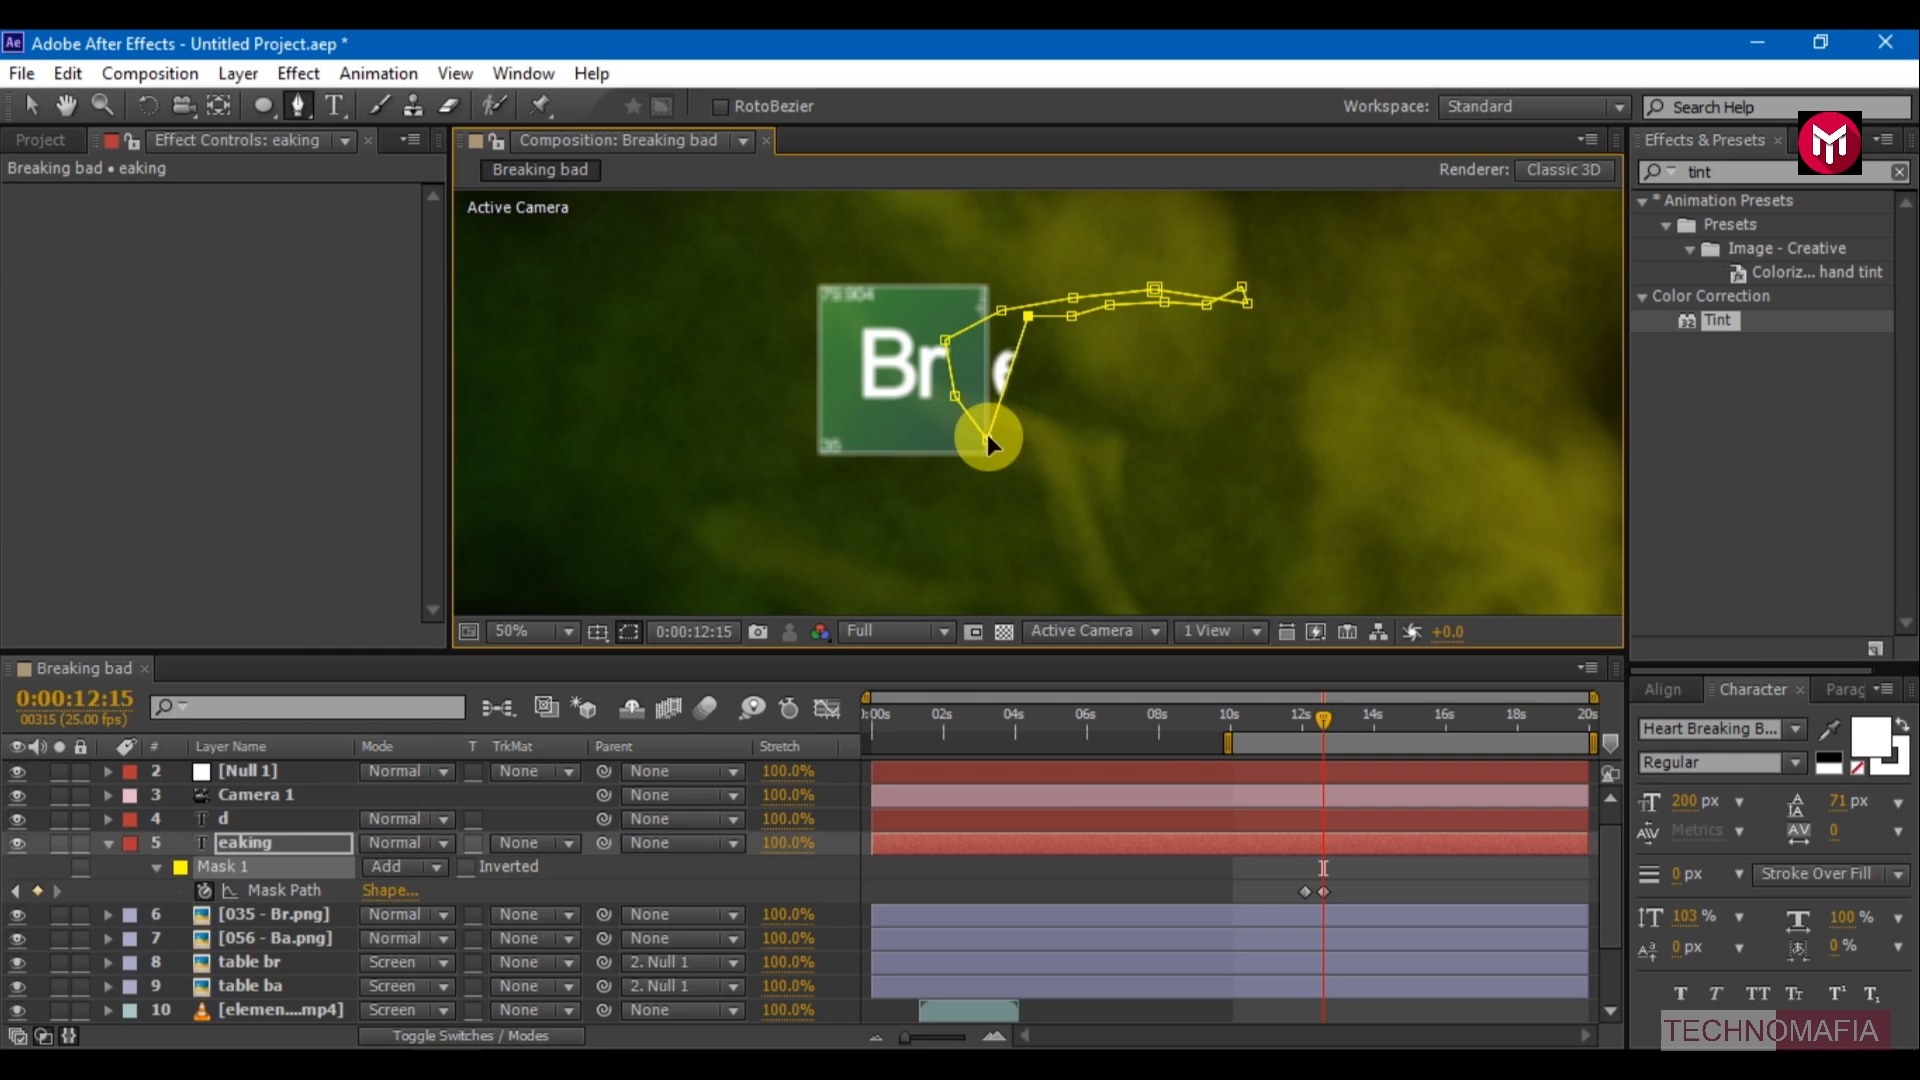 Ae Adobe After Effects - Untitled Project.aep *
File Edit Composition Layer Effect Animation View Window Help
T RotoBezier Workspace: Standard Search Help
Project Effect Controls: eaking Composition: Breaking bad Effects & Presets
Breaking bad • eaking Breaking bad Renderer: Classic 3D tint
Active Camera
* Animation Presets
Presets
Image - Creative
Coloriz... hand tint
Color Correction
32 Tint
79.904
Br e
35
50% 0:00:12:15 Full Active Camera 1 View +0.0
Breaking bad
0:00:12:15
00315 (25.00 fps)
:00s 02s 04s 06s 08s 10s 12s 14s 16s 18s 20s
# Layer Name Mode T TrkMat Parent Stretch
2 [Null 1] Normal None None 100.0%
3 Camera 1 None 100.0%
4 T d Normal None 100.0%
5 T eaking Normal None None 100.0%
Mask 1 Add Inverted
Mask Path Shape...
6 [035 - Br.png] Normal None None 100.0%
7 [056 - Ba.png] Normal None None 100.0%
8 table br Screen None 2. Null 1 100.0%
9 table ba Screen None 2. Null 1 100.0%
10 [elemen....mp4] Screen None None 100.0%
Toggle Switches / Modes
Align Character Parag
Heart Breaking B...
Regular
200 px 71 px
Metrics AV 0
0 px Stroke Over Fill
103 % 100 %
0 px 0 %
T T TT Tr T¹ T₁
TECHNOMAFIA